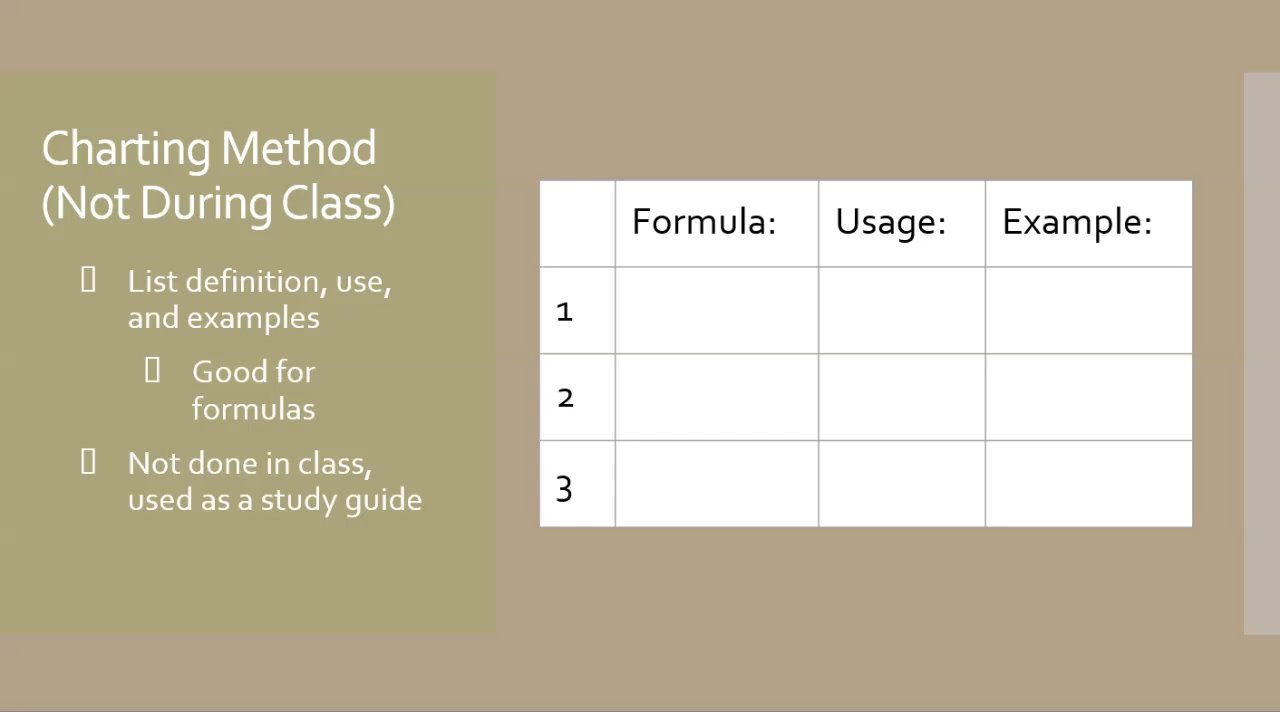 Charting Method
(Not During Class)
List definition, use,
and examples
Good for
formulas
Not done in class,
used as a study guide
Formula: Usage: Example:
1
2
3